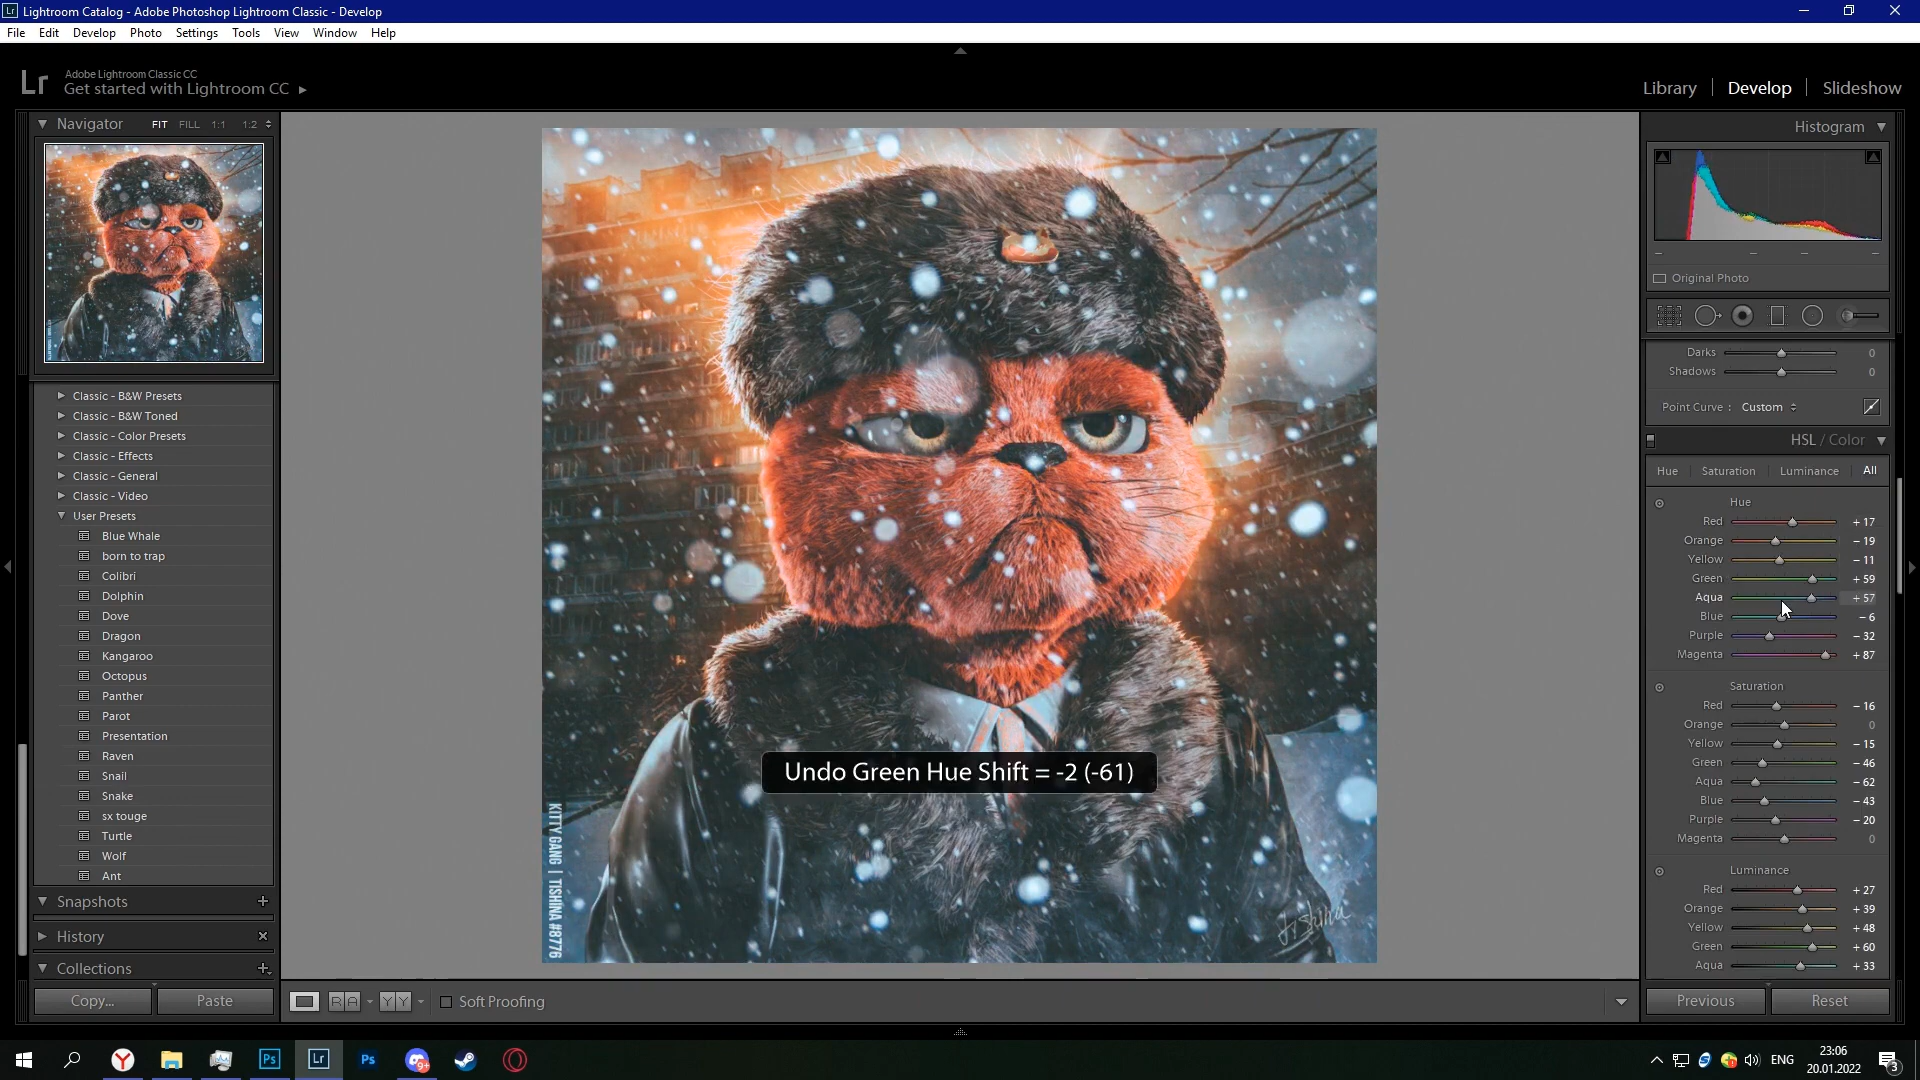 Lr Lightroom Catalog - Adobe Photoshop Lightroom Classic - Develop
File Edit Develop Photo Settings Tools View Window Help
Lr
Adobe Lightroom Classic CC
Get started with Lightroom CC
Library | Develop | Slideshow
Navigator FIT FILL 1:1 1:2
Classic - B&W Presets
Classic - B&W Toned
Classic - Color Presets
Classic - Effects
Classic - General
Classic - Video
User Presets
Blue Whale
born to trap
Colibri
Dolphin
Dove
Dragon
Kangaroo
Octopus
Panther
Parot
Presentation
Raven
Snail
Snake
sx touge
Turtle
Wolf
Ant
Snapshots
History
Collections
Copy... Paste
Undo Green Hue Shift = -2 (-61)
KITTY GANG | TISHINA #8776
Tishina
R A Y Y Soft Proofing
Histogram
Original Photo
Darks 0
Shadows 0
Point Curve : Custom
HSL / Color
Hue Saturation Luminance All
Hue
Red + 17
Orange − 19
Yellow − 11
Green + 59
Aqua + 57
Blue − 6
Purple − 32
Magenta + 87
Saturation
Red − 16
Orange 0
Yellow − 15
Green − 46
Aqua − 62
Blue − 43
Purple − 20
Magenta 0
Luminance
Red + 27
Orange + 39
Yellow + 48
Green + 60
Aqua + 33
Previous Reset
Y Ps Lr Ps 9+
ENG
23:06
20.01.2022
3